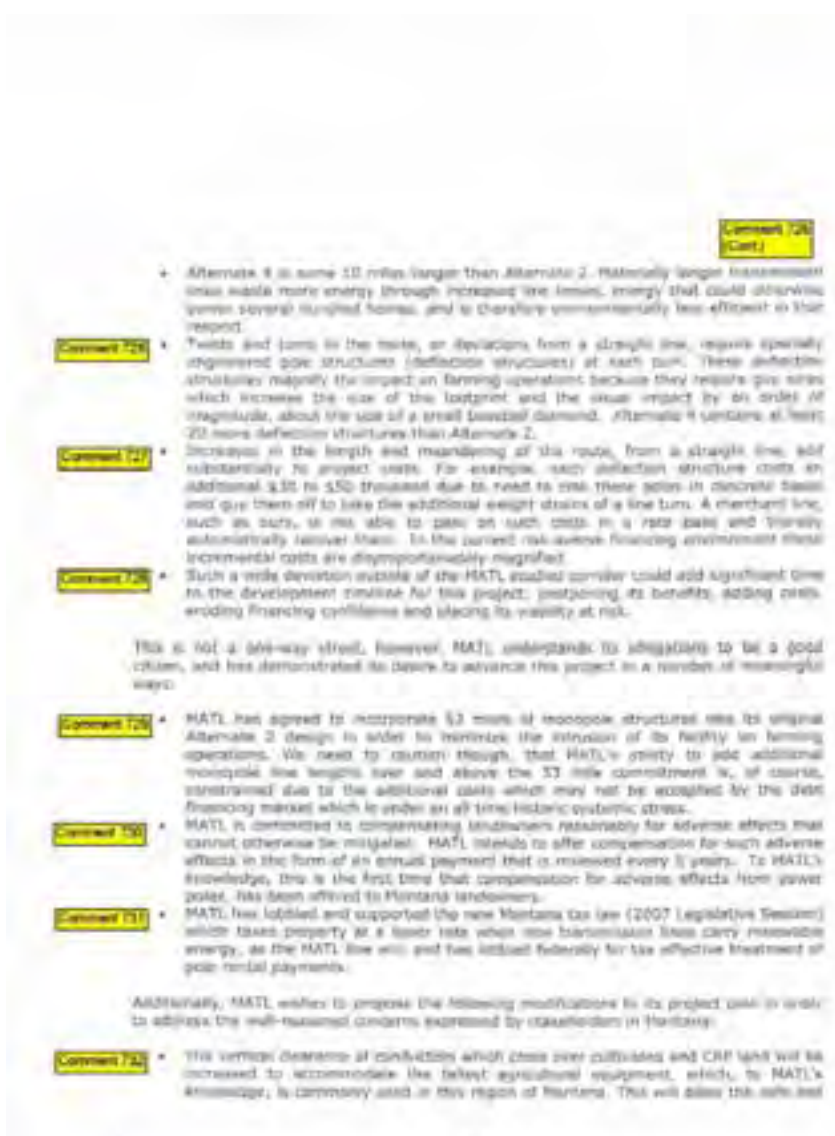 Comment 726
(Cont.)
• Alternate 4 is some 10 miles longer than Alternate 2. Materially longer transmission
lines waste more energy through increased line losses, energy that could otherwise
power several hundred homes, and is therefore environmentally less efficient in that
respect.
Comment 726 • Twists and turns in the route, or deviations from a straight line, require specially
engineered pole structures (deflection structures) at each turn. These deflection
structures magnify the impact on farming operations because they require guy wires
which increase the size of the footprint and the visual impact by an order of
magnitude, about the size of a small baseball diamond. Alternate 4 contains at least
20 more deflection structures than Alternate 2.
Comment 727 • Increases in the length and meandering of the route, from a straight line, add
substantially to project costs. For example, each deflection structure costs an
additional $30 to $50 thousand due to need to these poles in concrete bases
and guy them off to take the additional weight strains of a line turn. A merchant line,
such as ours, is not able to pass on such costs in a rate base and thereby
automatically recover them. In the current risk-averse financing environment these
incremental costs are disproportionately magnified.
Comment 728 • Such a wide deviation outside of the MATL studied corridor could add significant time
to the development timeline for this project, postponing its benefits, adding costs,
eroding financing confidence and placing its viability at risk.
This is not a one-way street, however. MATL understands its obligations to be a good
citizen, and has demonstrated its desire to advance this project in a number of meaningful
ways:
Comment 729 • MATL has agreed to incorporate 53 miles of monopole structures into its original
Alternate 2 design in order to minimize the intrusion of its facility on farming
operations. We need to caution though, that MATL's ability to add additional
monopole line lengths over and above the 53 mile commitment is, of course,
constrained due to the additional costs which may not be accepted by the debt
financing market which is under an all time historic systemic stress.
Comment 730 • MATL is committed to compensating landowners reasonably for adverse effects that
cannot otherwise be mitigated. MATL intends to offer compensation for such adverse
effects in the form of an annual payment that is reviewed every 5 years. To MATL's
knowledge, this is the first time that compensation for adverse effects from power
poles, has been offered to Montana landowners.
Comment 731 • MATL has lobbied and supported the new Montana tax law (2007 Legislative Session)
which taxes property at a lower rate when new transmission lines carry renewable
energy, as the MATL line will and has lobbied federally for tax effective treatment of
pole rental payments.
Additionally, MATL wishes to propose the following modifications to its project plan in order
to address the well-reasoned concerns expressed by stakeholders in Montana:
Comment 732 • The vertical clearance of conductors which cross over cultivated and CRP land will be
increased to accommodate the tallest agricultural equipment, which, to MATL's
knowledge, is commonly used in this region of Montana. This will allow the safe and